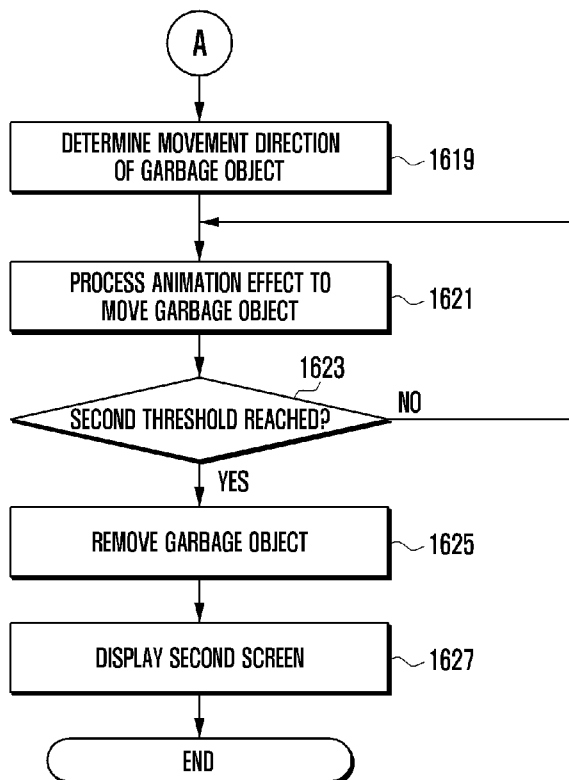 A
DETERMINE MOVEMENT DIRECTION
OF GARBAGE OBJECT
1619
PROCESS ANIMATION EFFECT TO
MOVE GARBAGE OBJECT
1621
1623
SECOND THRESHOLD REACHED?
NO
YES
REMOVE GARBAGE OBJECT
1625
DISPLAY SECOND SCREEN
1627
END